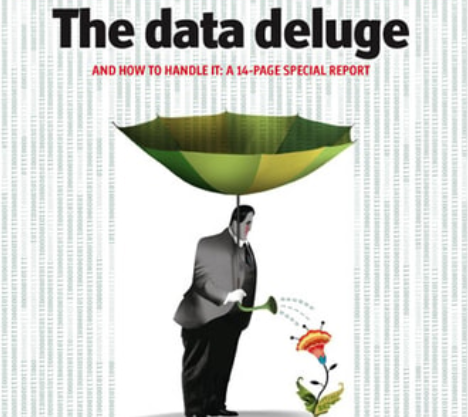 The data deluge
AND HOW TO HANDLE IT: A 14-PAGE SPECIAL REPORT